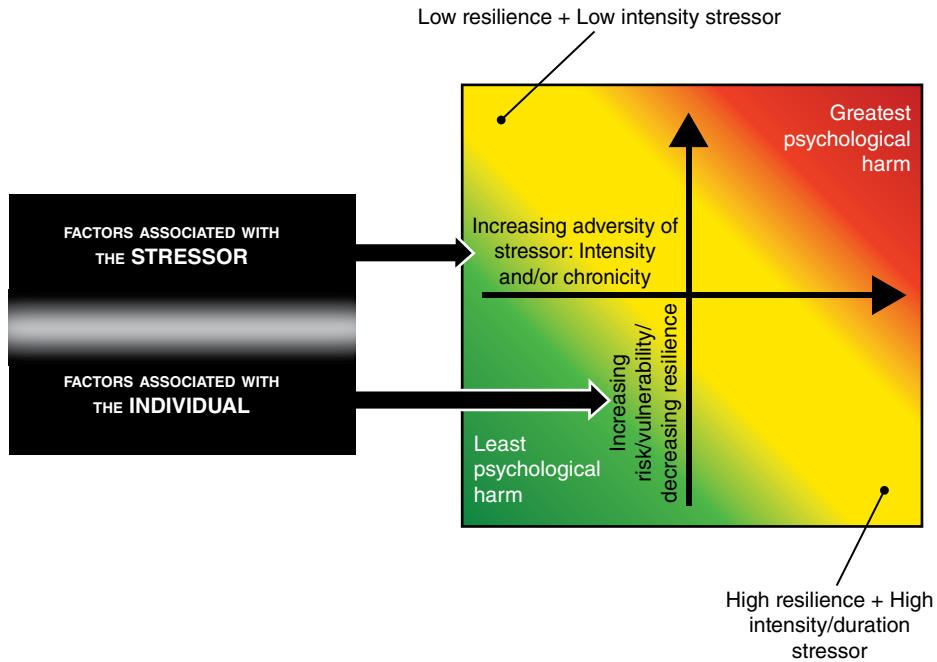 Low resilience + Low intensity stressor
Greatest
psychological
harm
FACTORS ASSOCIATED WITH
THE STRESSOR
Increasing adversity of
stressor: Intensity
and/or chronicity
FACTORS ASSOCIATED WITH
THE INDIVIDUAL
Increasing
risk/vulnerability/
decreasing resilience
Least
psychological
harm
High resilience + High
intensity/duration
stressor